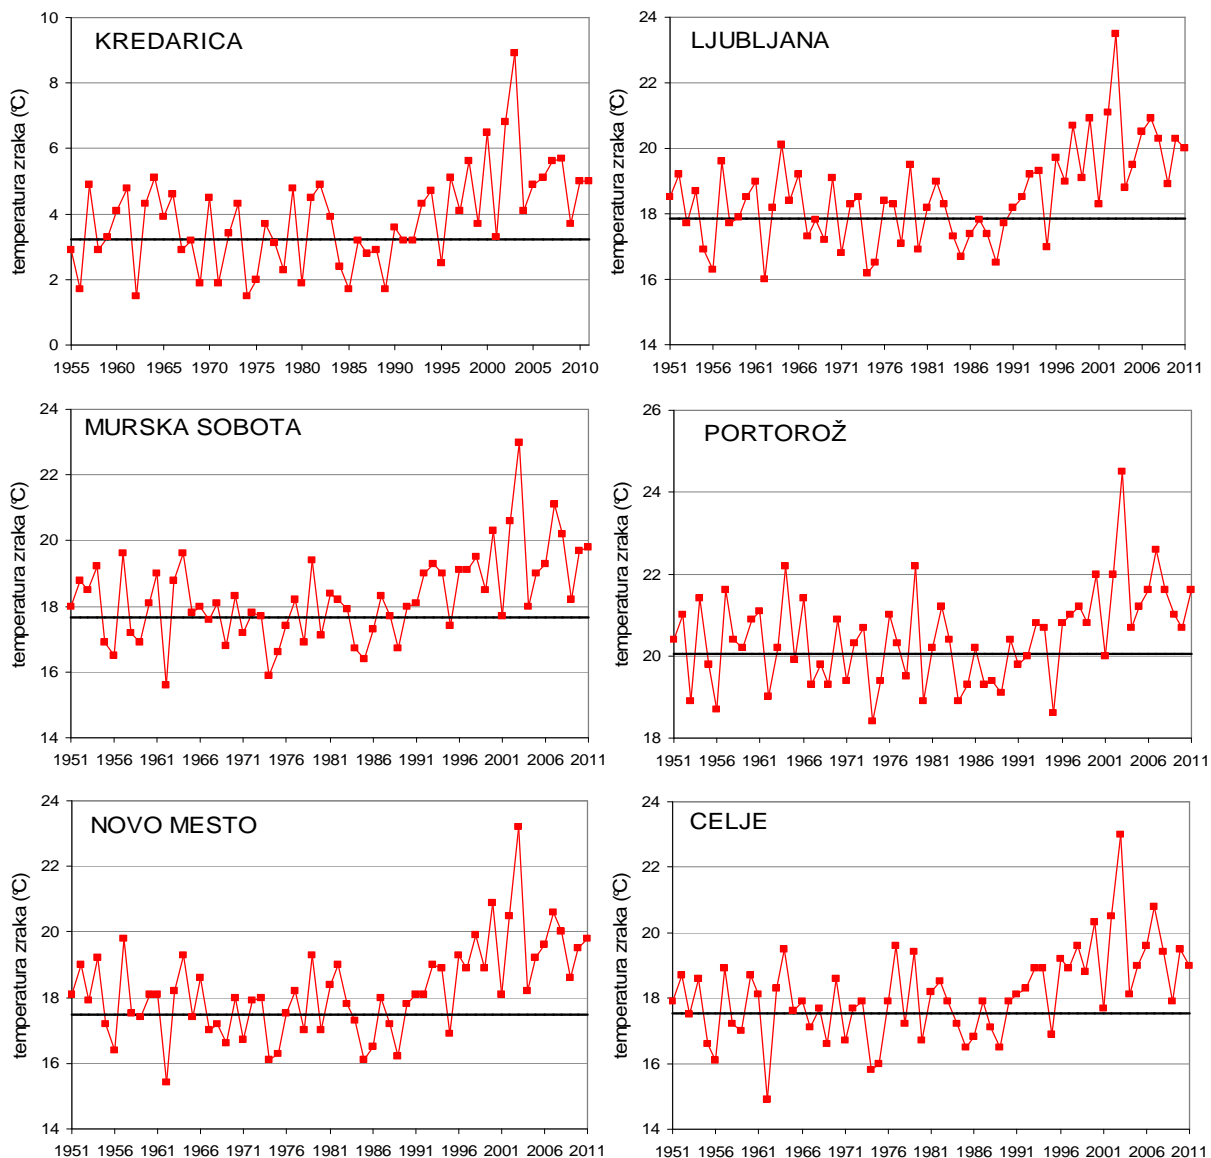 KREDARICA
temperatura zraka (°C)
10
8
6
4
2
0
1955 1960 1965 1970 1975 1980 1985 1990 1995 2000 2005 2010
LJUBLJANA
temperatura zraka (°C)
24
22
20
18
16
14
1951 1956 1961 1966 1971 1976 1981 1986 1991 1996 2001 2006 2011
MURSKA SOBOTA
temperatura zraka (°C)
24
22
20
18
16
14
1951 1956 1961 1966 1971 1976 1981 1986 1991 1996 2001 2006 2011
PORTOROŽ
temperatura zraka (°C)
26
24
22
20
18
1951 1956 1961 1966 1971 1976 1981 1986 1991 1996 2001 2006 2011
NOVO MESTO
temperatura zraka (°C)
24
22
20
18
16
14
1951 1956 1961 1966 1971 1976 1981 1986 1991 1996 2001 2006 2011
CELJE
temperatura zraka (°C)
24
22
20
18
16
14
1951 1956 1961 1966 1971 1976 1981 1986 1991 1996 2001 2006 2011